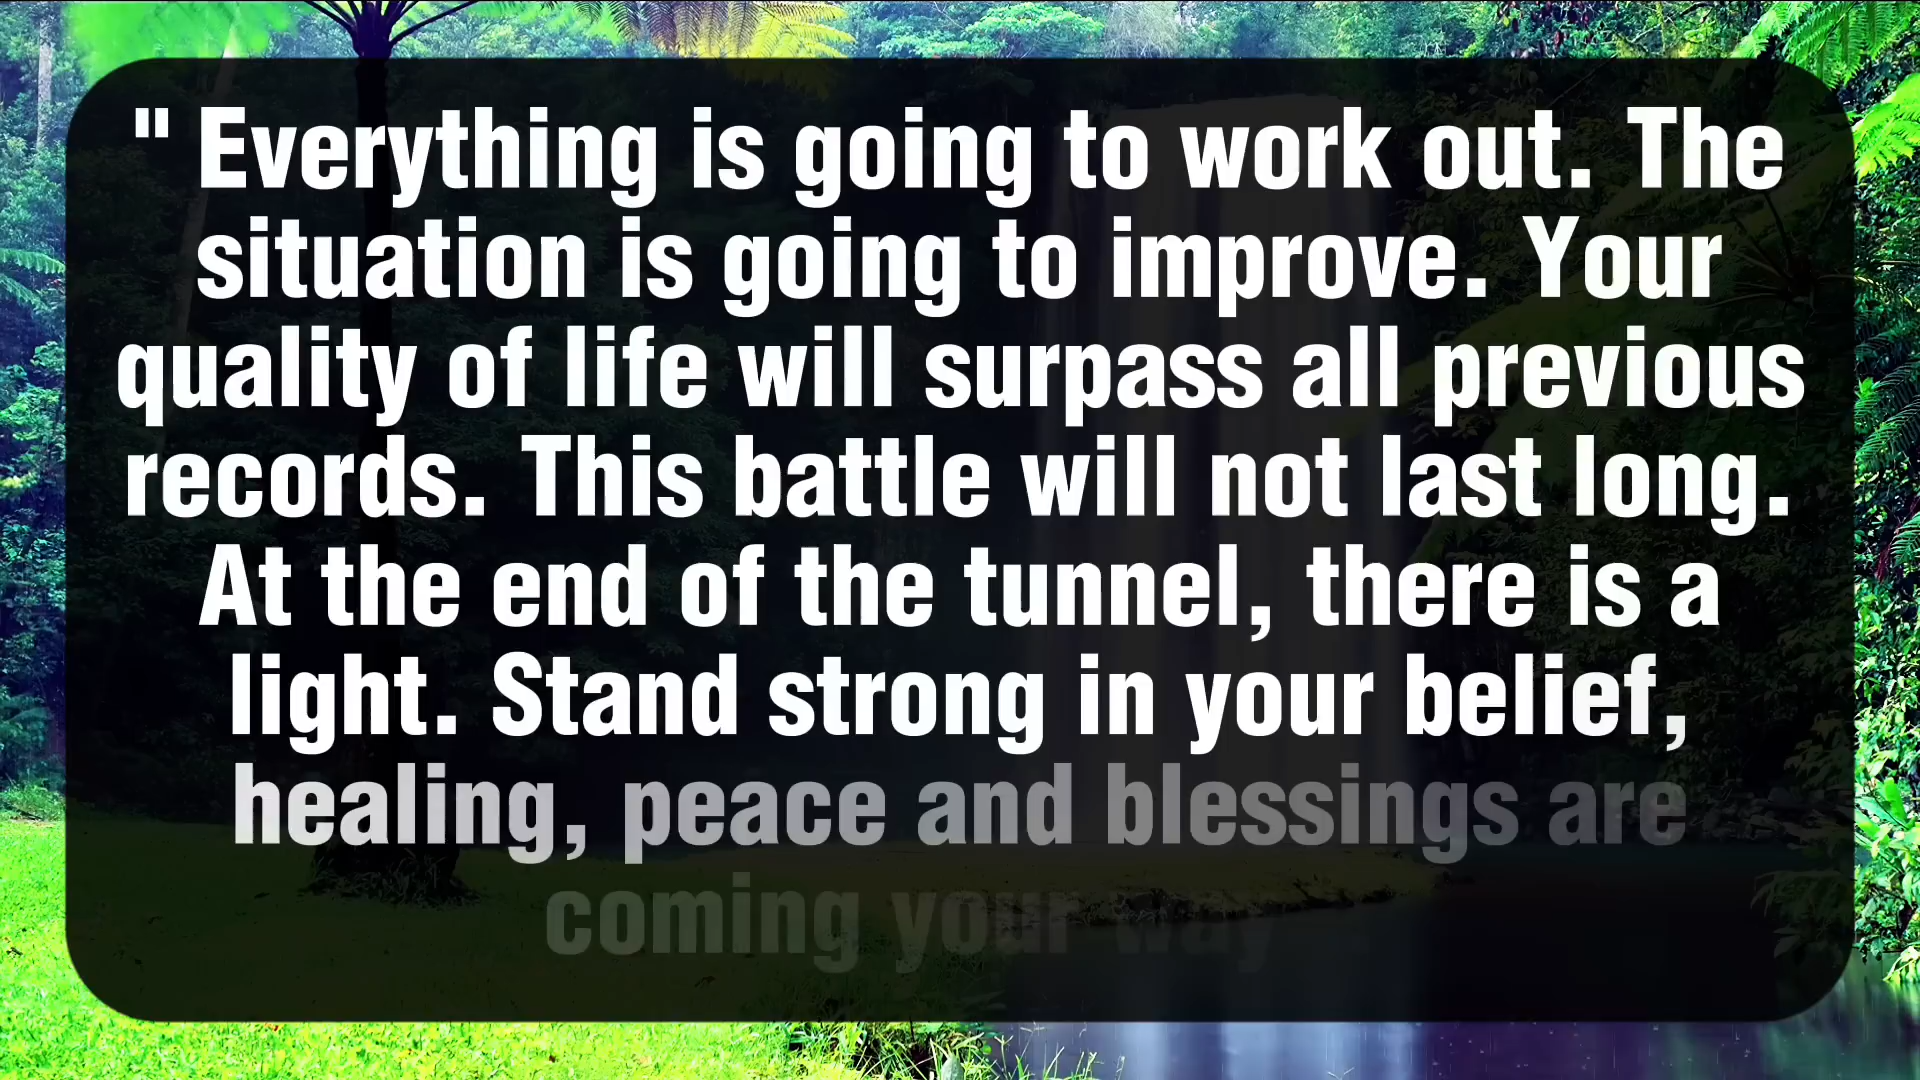 " Everything is going to work out. The
situation is going to improve. Your
quality of life will surpass all previous
records. This battle will not last long.
At the end of the tunnel, there is a
light. Stand strong in your belief,
healing, peace and blessings are
coming your way